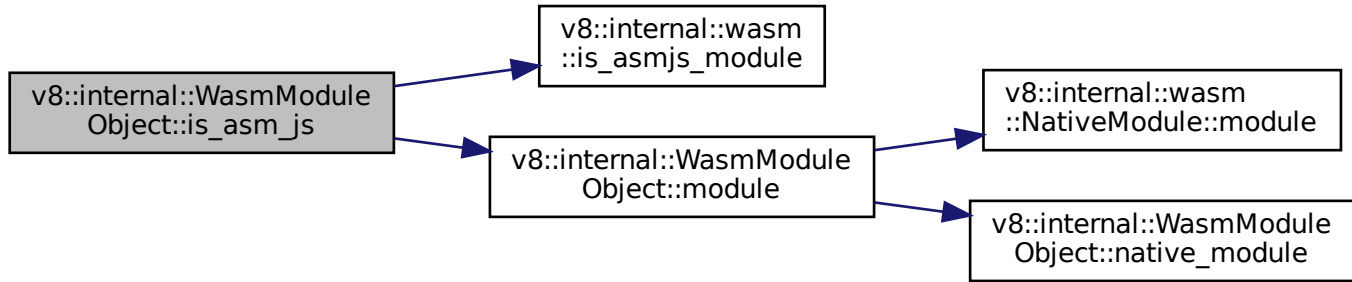 v8::internal::WasmModule
Object::is_asm_js
v8::internal::wasm
::is_asmjs_module
v8::internal::WasmModule
Object::module
v8::internal::wasm
::NativeModule::module
v8::internal::WasmModule
Object::native_module